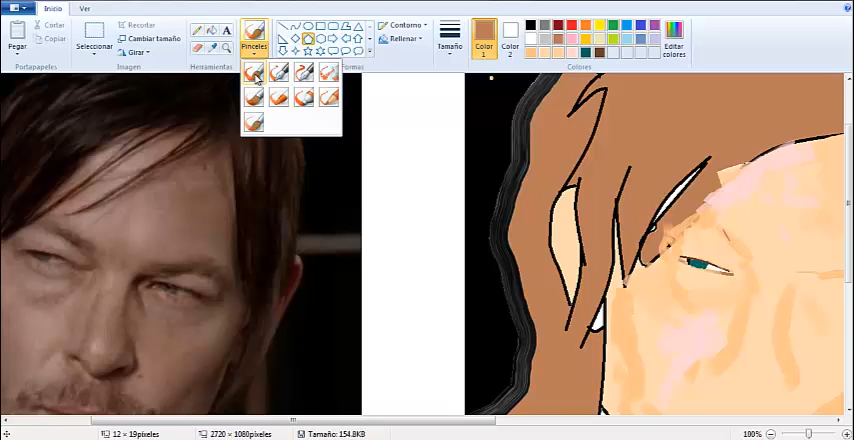 Inicio Ver
Pegar
Cortar
Copiar
Portapapeles
Seleccionar
Recortar
Cambiar tamaño
Girar
Imagen
A
Herramientas
Pinceles
Contorno
Rellenar
Formas
Tamaño
Color
1
Color
2
Editar
colores
Colores
12 × 19píxeles
2720 × 1080píxeles
Tamaño: 154.8KB
100%